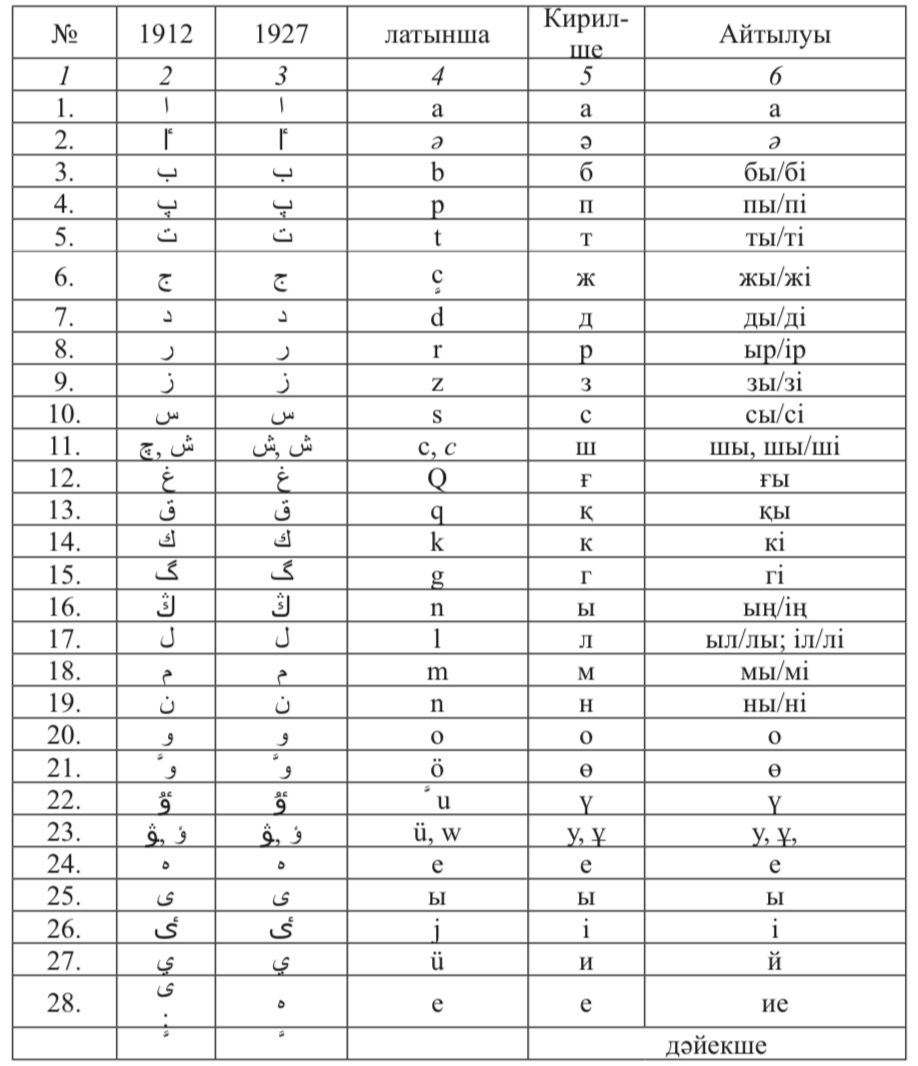 № 1912 1927 латынша Кирил-ше Айтылуы
1 2 3 4 5 6
1. ا ا a а а
2. أ أ ə ә ә
3. ب ب b б бы/бі
4. پ پ p п пы/пі
5. ت ت t т ты/ті
6. ج ج ç ж жы/жі
7. د د d д ды/ді
8. ر ر r р ыр/ір
9. ز ز z з зы/зі
10. س س s с сы/сі
11. چ, ش ش, ش c, c ш шы, шы/ші
12. غ غ Q ғ ғы
13. ق ق q қ қы
14. ك ك k к кі
15. گ گ g г гі
16. ڭ ڭ n ы ың/ің
17. ل ل l л ыл/лы; іл/лі
18. م م m м мы/мі
19. ن ن n н ны/ні
20. و و o о о
21. و و ö ө ө
22. ۇٴ ۇٴ u ү ү
23. ۋ, ؤ ۋ, ؤ ü, w у, ұ у, ұ,
24. ە ە e е е
25. ى ى ы ы ы
26. ئ ئ j і і
27. ي ي ü и й
28. ى ە e е ие
дәйекше